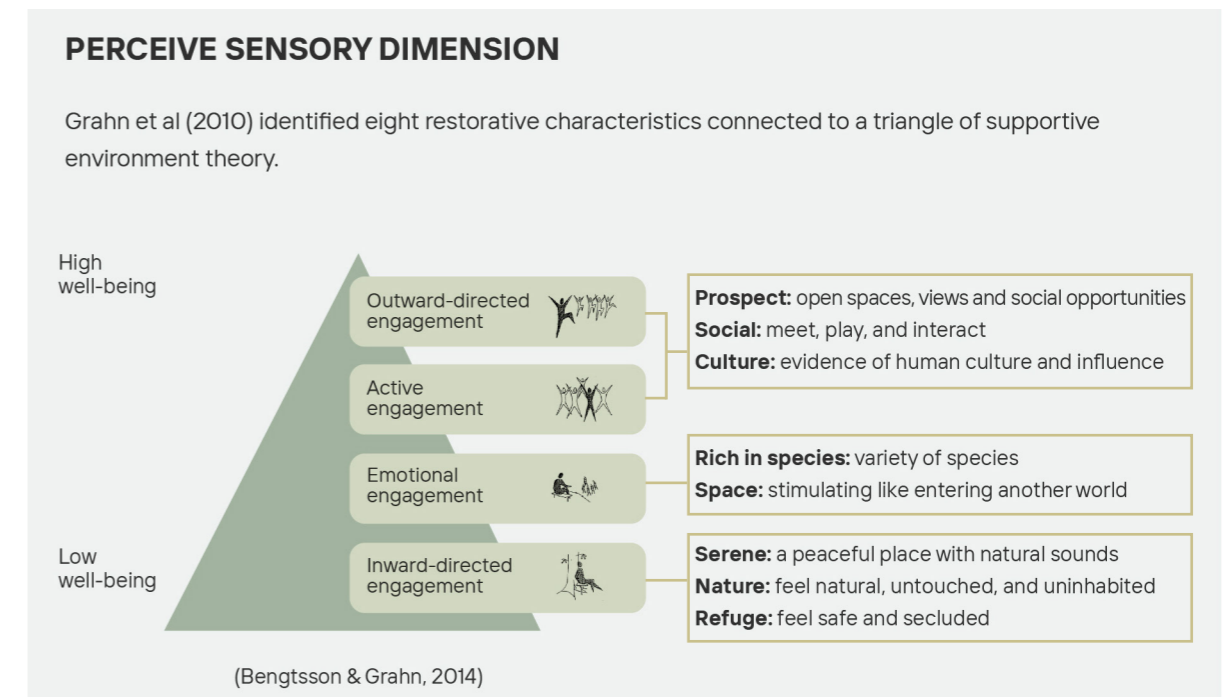 PERCEIVE SENSORY DIMENSION
Grahn et al (2010) identified eight restorative characteristics connected to a triangle of supportive
environment theory.
High
well-being
Outward-directed
engagement
Active
engagement
Emotional
engagement
Low
well-being
Inward-directed
engagement
Prospect: open spaces, views and social opportunities
Social: meet, play, and interact
Culture: evidence of human culture and influence
Rich in species: variety of species
Space: stimulating like entering another world
Serene: a peaceful place with natural sounds
Nature: feel natural, untouched, and uninhabited
Refuge: feel safe and secluded
(Bengtsson & Grahn, 2014)